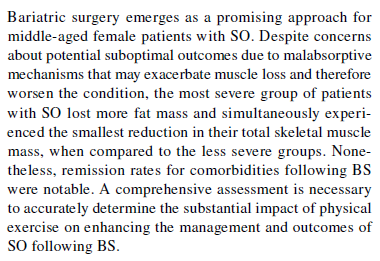 Bariatric surgery emerges as a promising approach for
middle-aged female patients with SO. Despite concerns
about potential suboptimal outcomes due to malabsorptive
mechanisms that may exacerbate muscle loss and therefore
worsen the condition, the most severe group of patients
with SO lost more fat mass and simultaneously experi-
enced the smallest reduction in their total skeletal muscle
mass, when compared to the less severe groups. None-
theless, remission rates for comorbidities following BS
were notable. A comprehensive assessment is necessary
to accurately determine the substantial impact of physical
exercise on enhancing the management and outcomes of
SO following BS.